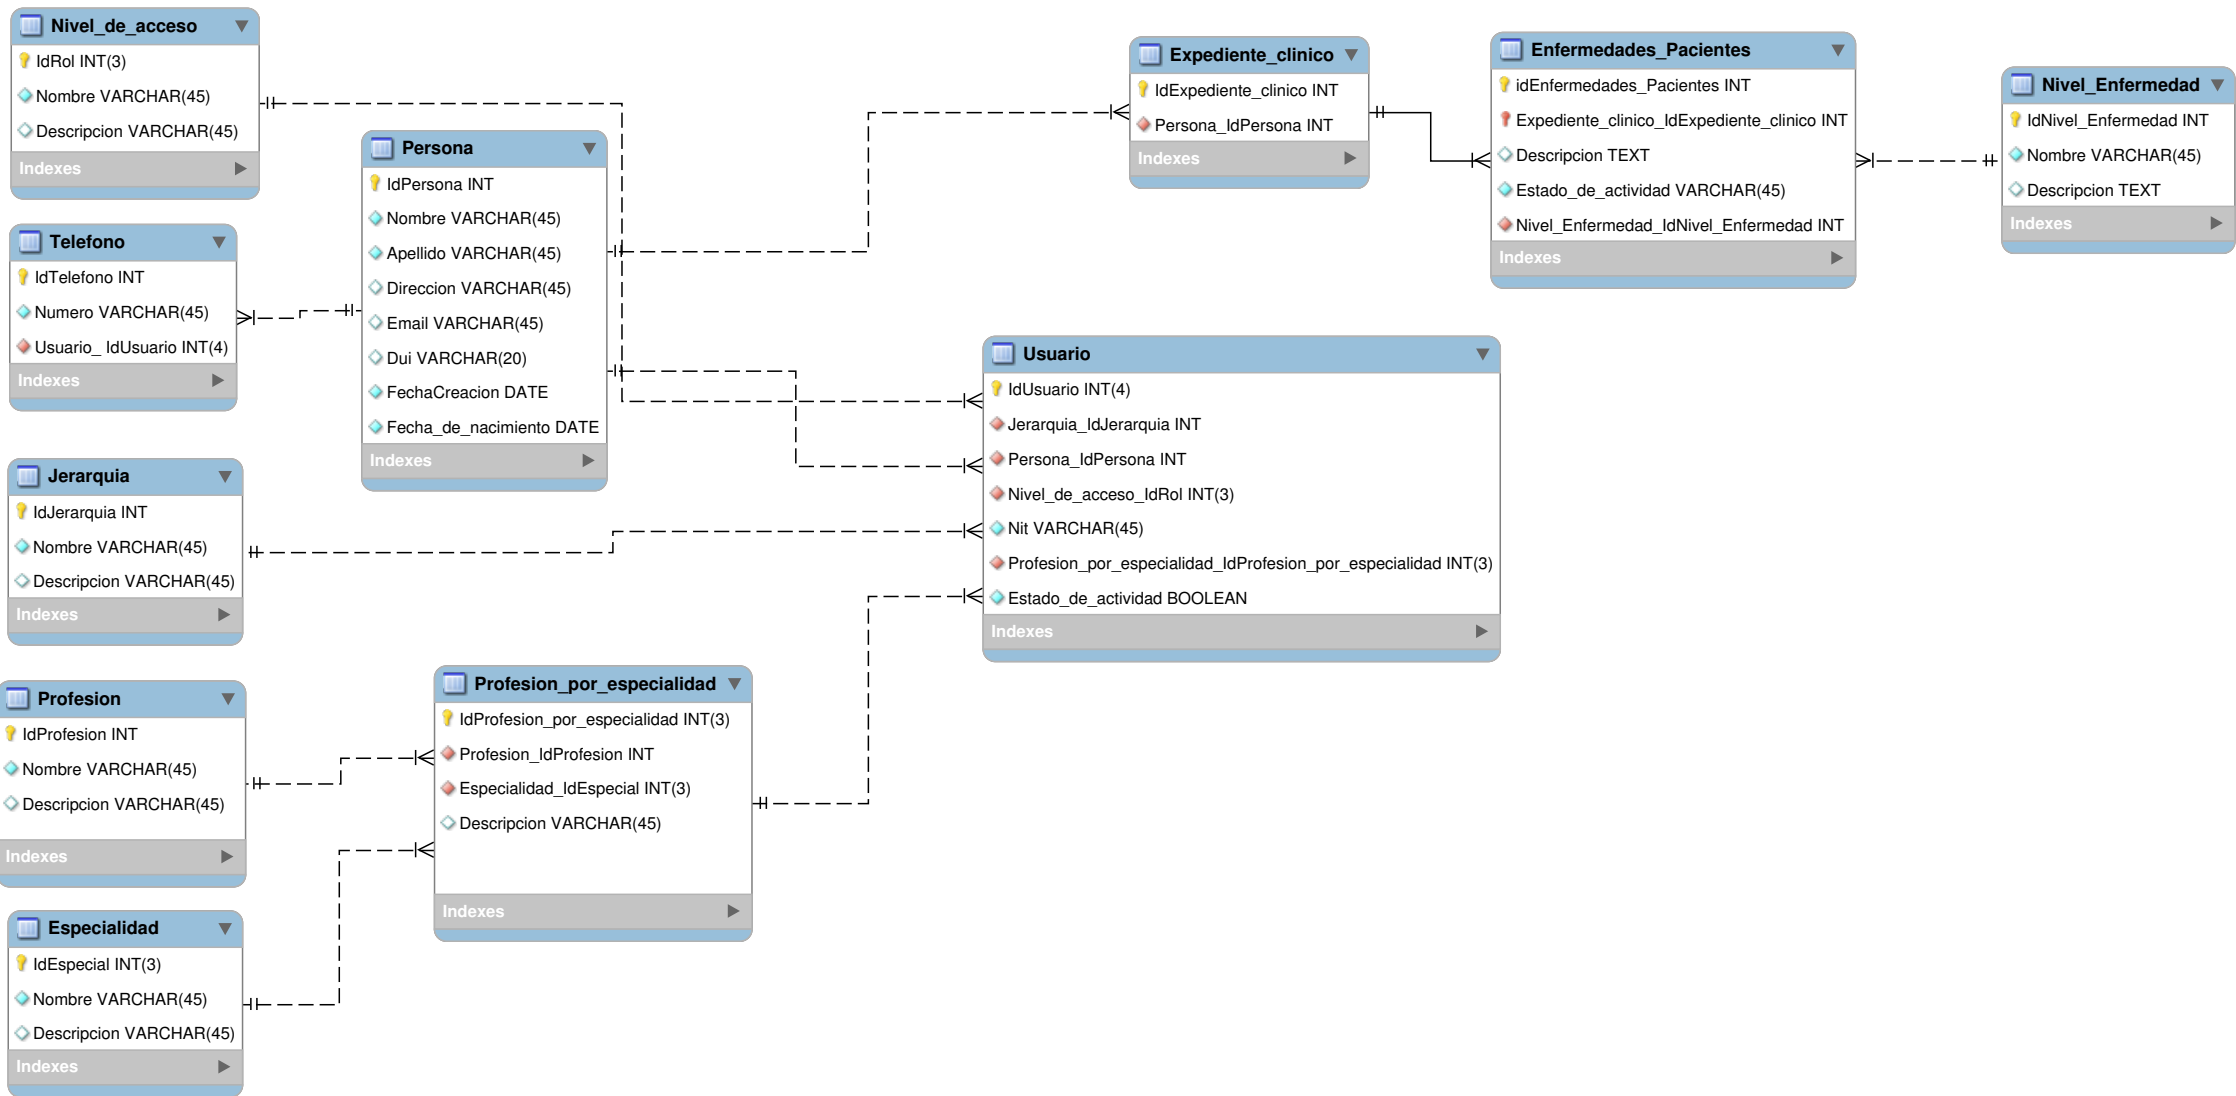 Nivel_de_acceso
IdRol INT(3)
Nombre VARCHAR(45)
Descripcion VARCHAR(45)
Indexes
Telefono
IdTelefono INT
Numero VARCHAR(45)
Usuario_ IdUsuario INT(4)
Indexes
Jerarquia
IdJerarquia INT
Nombre VARCHAR(45)
Descripcion VARCHAR(45)
Indexes
Profesion
IdProfesion INT
Nombre VARCHAR(45)
Descripcion VARCHAR(45)
Indexes
Especialidad
IdEspecial INT(3)
Nombre VARCHAR(45)
Descripcion VARCHAR(45)
Indexes
Persona
IdPersona INT
Nombre VARCHAR(45)
Apellido VARCHAR(45)
Direccion VARCHAR(45)
Email VARCHAR(45)
Dui VARCHAR(20)
FechaCreacion DATE
Fecha_de_nacimiento DATE
Indexes
Profesion_por_especialidad
IdProfesion_por_especialidad INT(3)
Profesion_IdProfesion INT
Especialidad_IdEspecial INT(3)
Descripcion VARCHAR(45)
Indexes
Expediente_clinico
IdExpediente_clinico INT
Persona_IdPersona INT
Indexes
Usuario
IdUsuario INT(4)
Jerarquia_IdJerarquia INT
Persona_IdPersona INT
Nivel_de_acceso_IdRol INT(3)
Nit VARCHAR(45)
Profesion_por_especialidad_IdProfesion_por_especialidad INT(3)
Estado_de_actividad BOOLEAN
Indexes
Enfermedades_Pacientes
idEnfermedades_Pacientes INT
Expediente_clinico_IdExpediente_clinico INT
Descripcion TEXT
Estado_de_actividad VARCHAR(45)
Nivel_Enfermedad_IdNivel_Enfermedad INT
Indexes
Nivel_Enfermedad
IdNivel_Enfermedad INT
Nombre VARCHAR(45)
Descripcion TEXT
Indexes